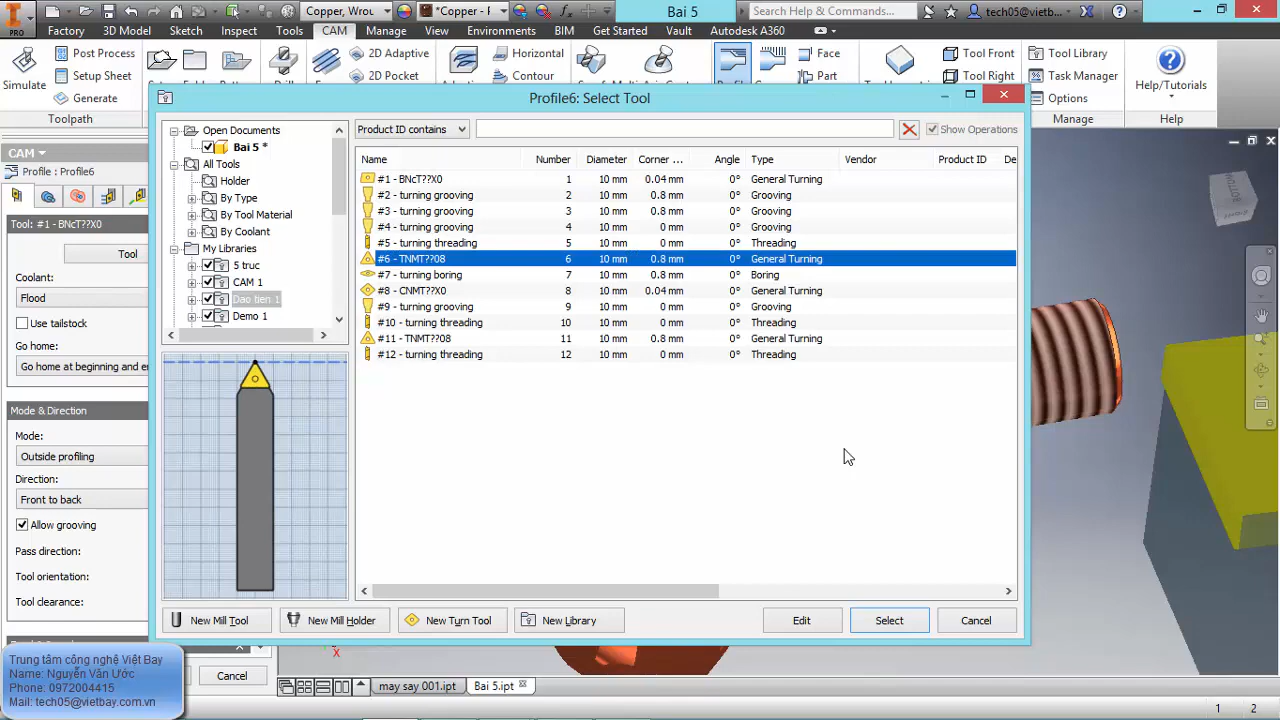 PRO
Copper, Wrou
*Copper - F
Bai 5
Search Help & Commands...
tech05@vietb...
Factory 3D Model Sketch Inspect Tools CAM Manage View Environments BIM Get Started Vault Autodesk A360
Simulate
Post Process
Setup Sheet
Generate
Toolpath
2D Adaptive
2D Pocket
Horizontal
Contour
Face
Part
Tool Front
Tool Right
Tool Library
Task Manager
Options
Manage
Help/Tutorials
Help
CAM
Profile : Profile6
Tool: #1 - BNcT??X0
Tool
Coolant:
Flood
Use tailstock
Go home:
Go home at beginning and en
Mode & Direction
Mode:
Outside profiling
Direction:
Front to back
Allow grooving
Pass direction:
Tool orientation:
Tool clearance:
Cancel
Profile6: Select Tool
Open Documents
Bai 5 *
All Tools
Holder
By Type
By Tool Material
By Coolant
My Libraries
5 truc
CAM 1
Dao tien 1
Demo 1
Product ID contains
Show Operations
Name Number Diameter Corner ... Angle Type Vendor Product ID De
#1 - BNcT??X0 1 10 mm 0.04 mm 0° General Turning
#2 - turning grooving 2 10 mm 0.8 mm 0° Grooving
#3 - turning grooving 3 10 mm 0.8 mm 0° Grooving
#4 - turning grooving 4 10 mm 0 mm 0° Grooving
#5 - turning threading 5 10 mm 0 mm 0° Threading
#6 - TNMT??08 6 10 mm 0.8 mm 0° General Turning
#7 - turning boring 7 10 mm 0.8 mm 0° Boring
#8 - CNMT??X0 8 10 mm 0.04 mm 0° General Turning
#9 - turning grooving 9 10 mm 0 mm 0° Grooving
#10 - turning threading 10 10 mm 0 mm 0° Threading
#11 - TNMT??08 11 10 mm 0.8 mm 0° General Turning
#12 - turning threading 12 10 mm 0 mm 0° Threading
New Mill Tool
New Mill Holder
New Turn Tool
New Library
Edit
Select
Cancel
BOTTOM
X
Trung tâm công nghệ Việt Bay
Name: Nguyễn Văn Ước
Phone: 0972004415
Mail: tech05@vietbay.com.vn
may say 001.ipt
Bai 5.ipt
1 2